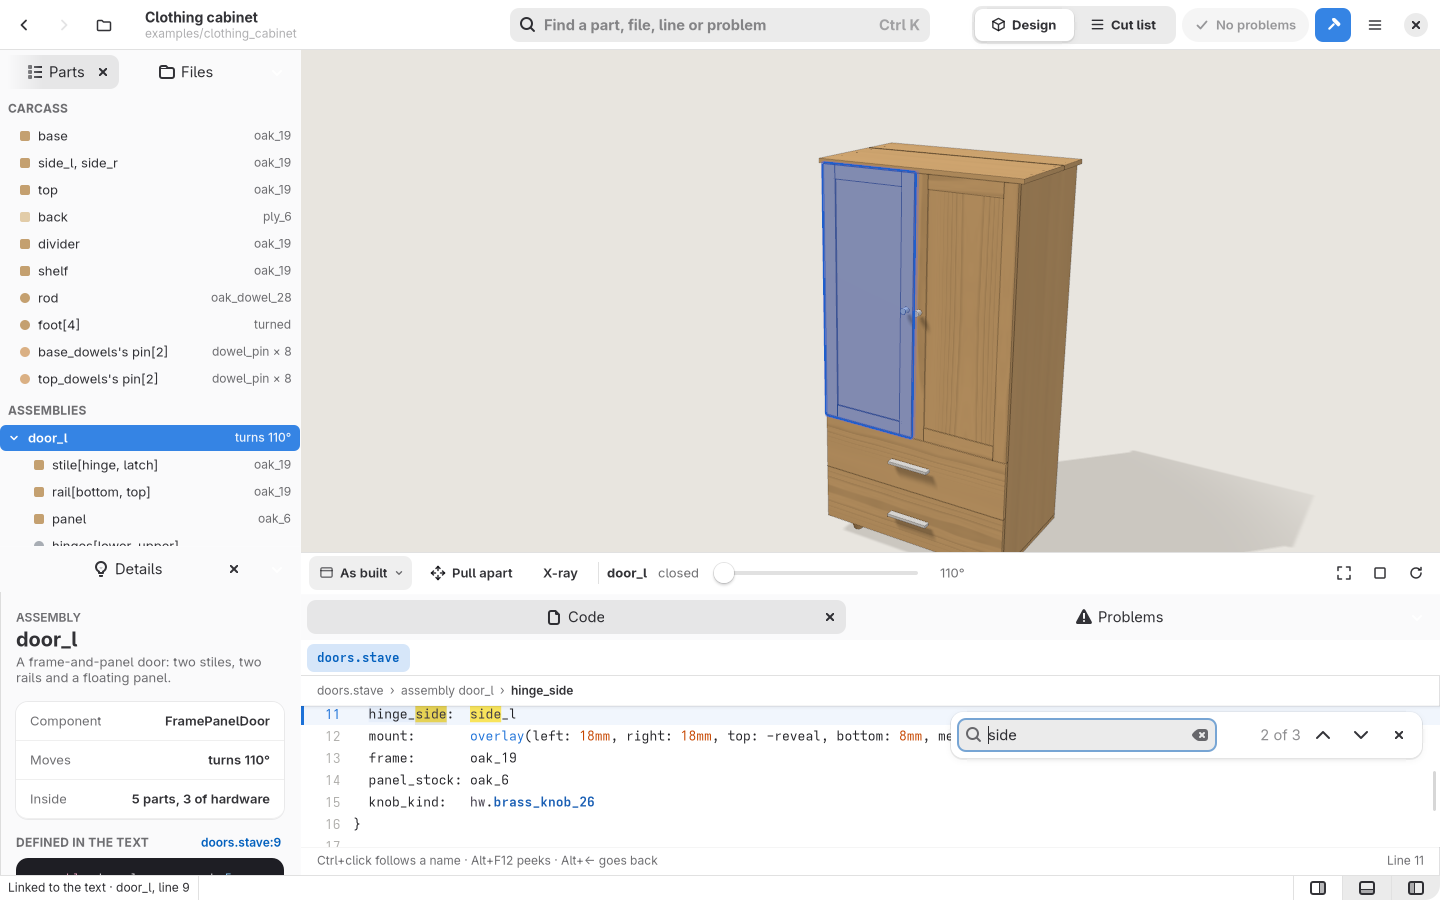 Clothing cabinet
examples/clothing_cabinet
Find a part, file, line or problem
Ctrl K
Design
Cut list
No problems
Parts
Files
CARCASS
base oak_19
side_l, side_r oak_19
top oak_19
back ply_6
divider oak_19
shelf oak_19
rod oak_dowel_28
foot[4] turned
base_dowels's pin[2] dowel_pin × 8
top_dowels's pin[2] dowel_pin × 8
ASSEMBLIES
door_l turns 110°
stile[hinge, latch] oak_19
rail[bottom, top] oak_19
panel oak_6
hinges[lower, upper]
Details
ASSEMBLY
door_l
A frame-and-panel door: two stiles, two
rails and a floating panel.
Component FramePanelDoor
Moves turns 110°
Inside 5 parts, 3 of hardware
DEFINED IN THE TEXT doors.stave:9
As built
Pull apart
X-ray
door_l closed
110°
Code
Problems
doors.stave
doors.stave › assembly door_l › hinge_side
11 hinge_side: side_l
12 mount: overlay(left: 18mm, right: 18mm, top: -reveal, bottom: 8mm, me
13 frame: oak_19
14 panel_stock: oak_6
15 knob_kind: hw.brass_knob_26
16 }
17
side
2 of 3
Ctrl+click follows a name · Alt+F12 peeks · Alt+← goes back
Line 11
Linked to the text · door_l, line 9